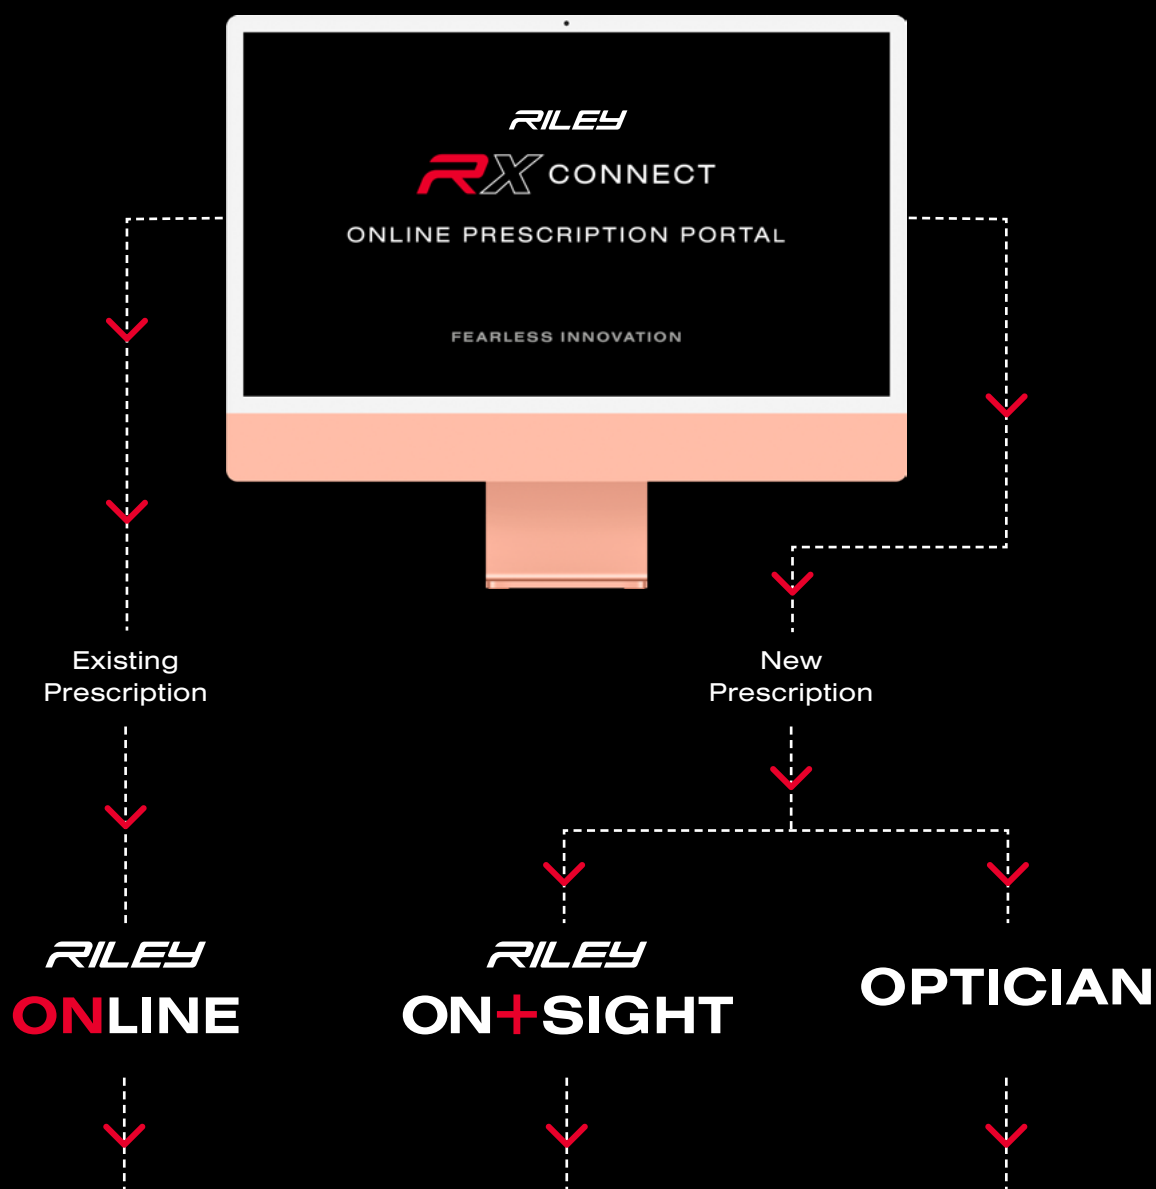 RILEY
RX CONNECT
ONLINE PRESCRIPTION PORTAL
FEARLESS INNOVATION
Existing
Prescription
New
Prescription
RILEY
ONLINE
RILEY
ON+SIGHT
OPTICIAN